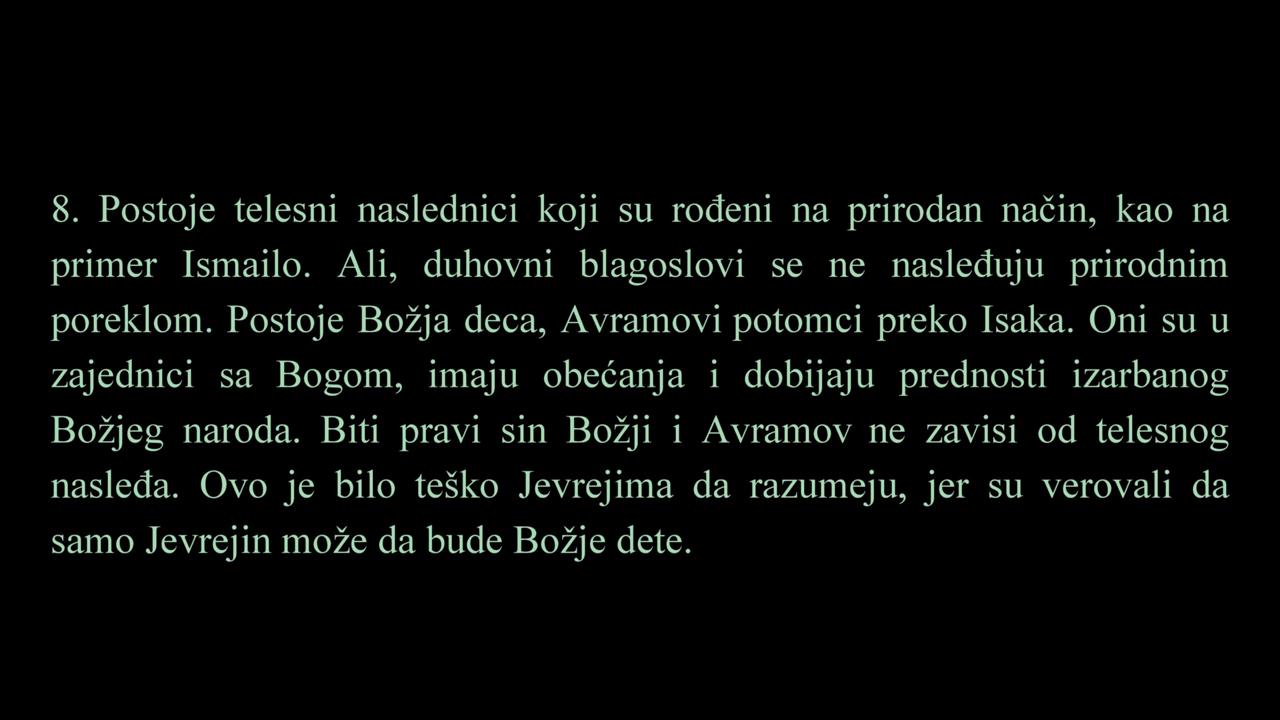 8. Postoje telesni naslednici koji su rođeni na prirodan način, kao na
primer Ismailo. Ali, duhovni blagoslovi se ne nasleđuju prirodnim
poreklom. Postoje Božja deca, Avramovi potomci preko Isaka. Oni su u
zajednici sa Bogom, imaju obećanja i dobijaju prednosti izarbanog
Božjeg naroda. Biti pravi sin Božji i Avramov ne zavisi od telesnog
nasleđa. Ovo je bilo teško Jevrejima da razumeju, jer su verovali da
samo Jevrejin može da bude Božje dete.